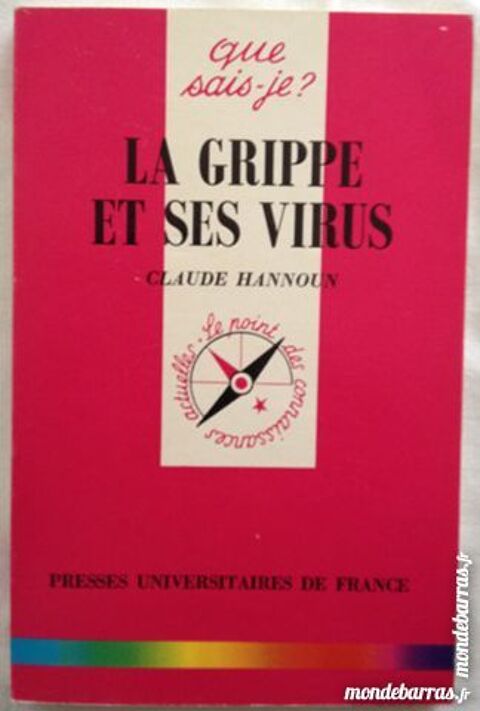 que
sais-je?
LA GRIPPE
ET SES VIRUS
CLAUDE HANNOUN
Le point des connaissances actuelles.
PRESSES UNIVERSITAIRES DE FRANCE
mondebarras.fr
mondebarras.fr